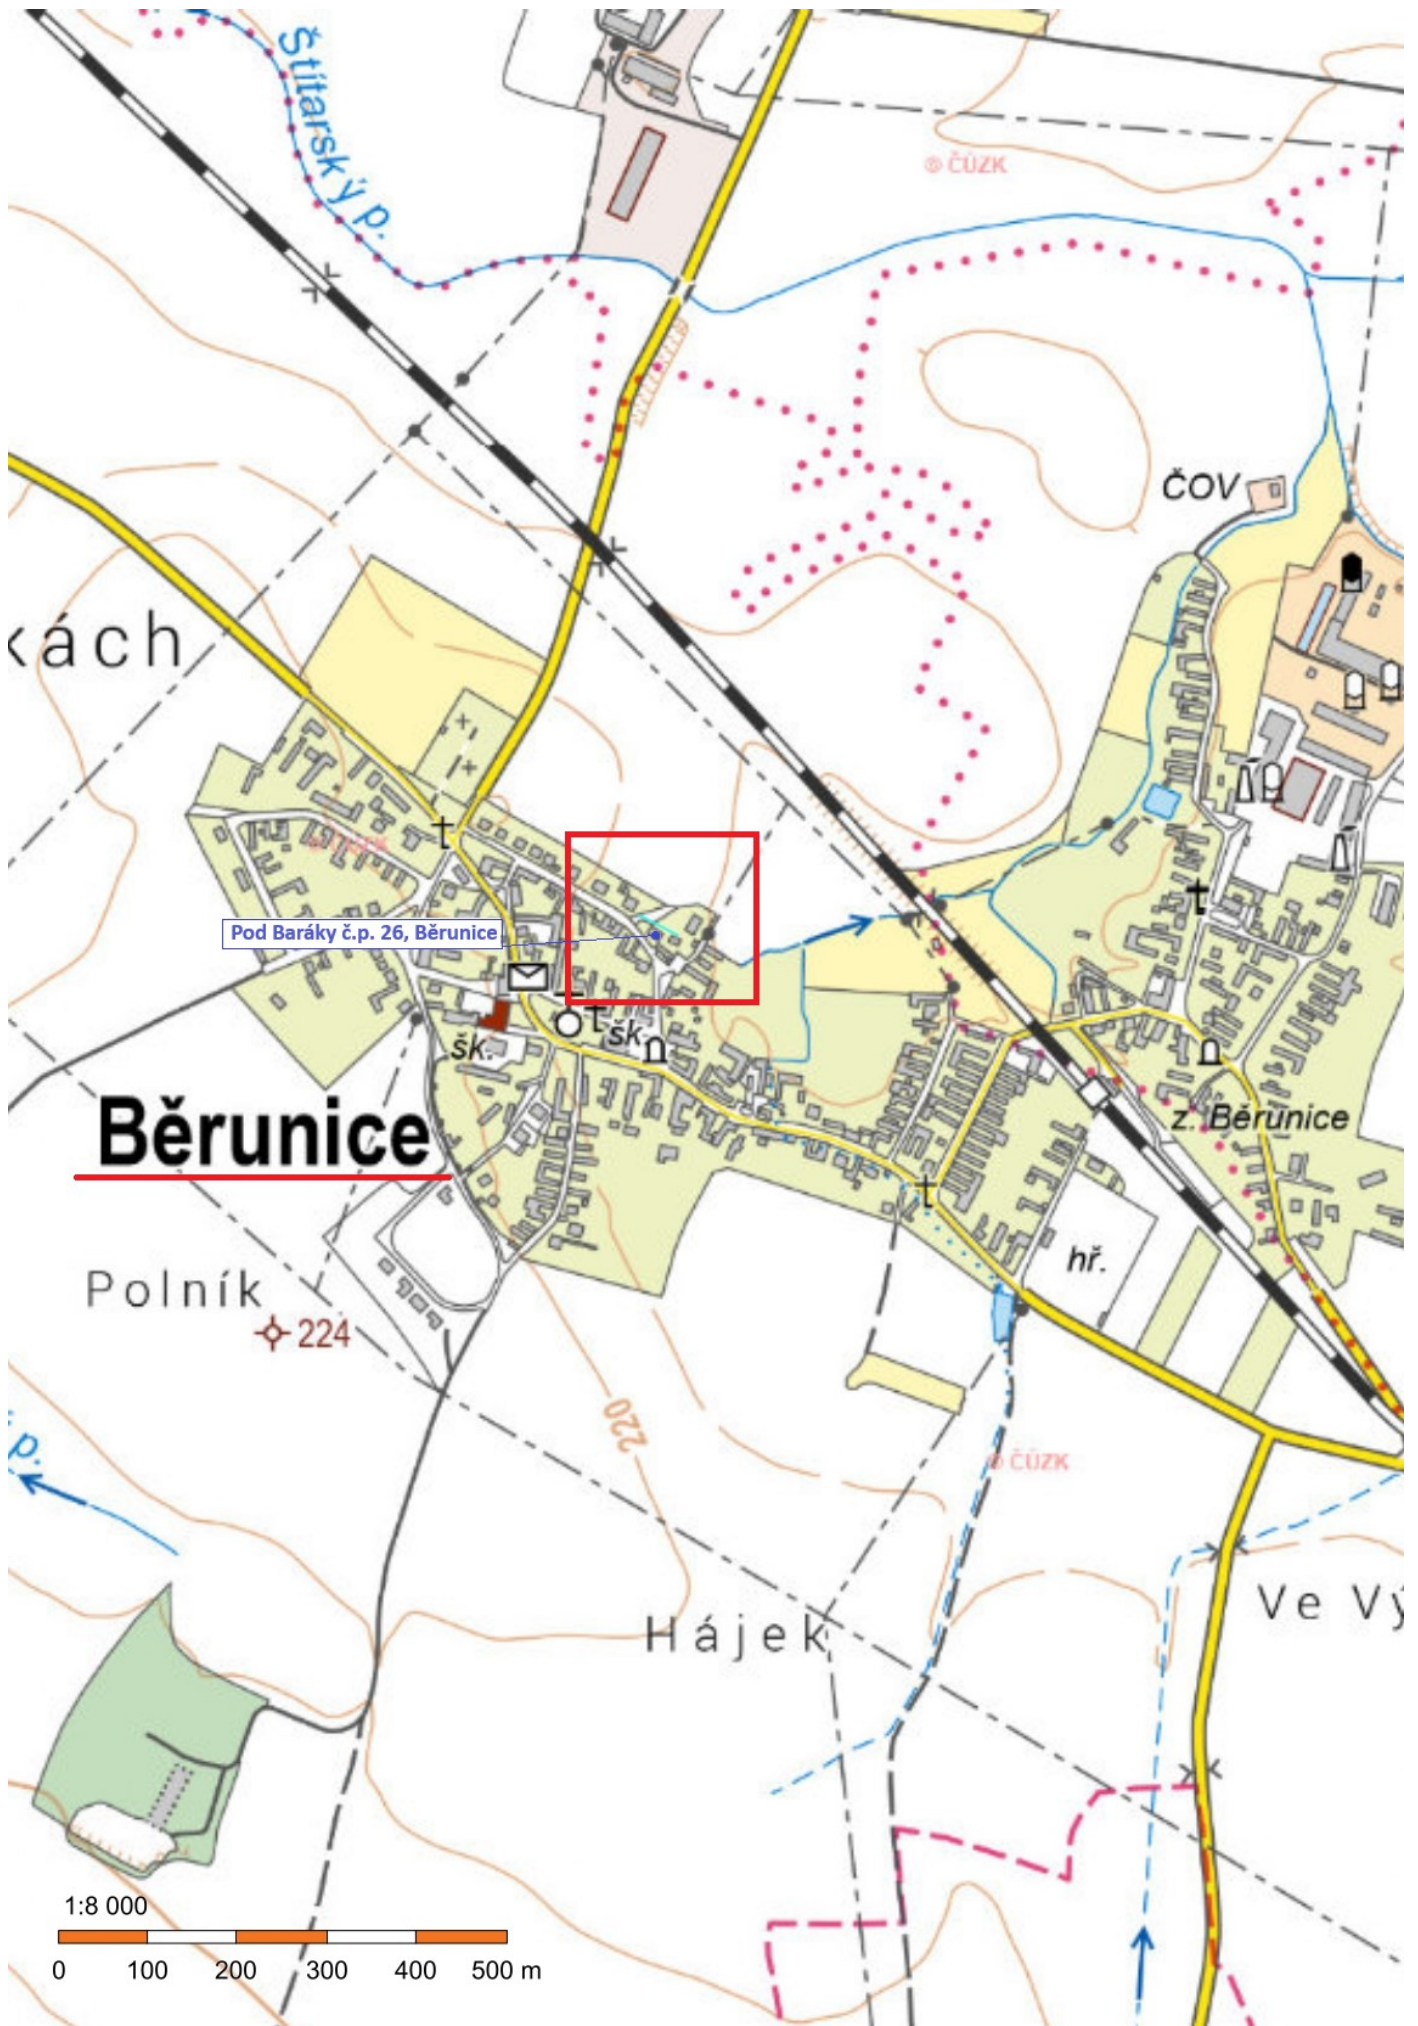 Štítarský p.
© ČÚZK
ČOV
kách
© ČÚZK
Pod Baráky č.p. 26, Běrunice
šk.
šk.
Běrunice
z. Běrunice
Polník
hř.
224
220
p.
© ČÚZK
Hájek
Ve Vý
1:8 000
0 100 200 300 400 500 m